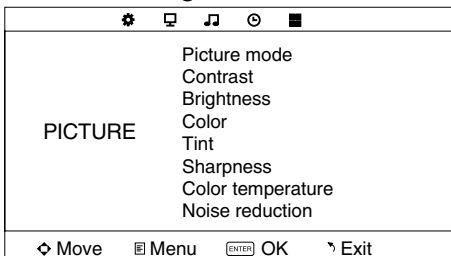 Picture mode
Contrast
Brightness
Color
PICTURE
Tint
Sharpness
Color temperature
Noise reduction
Move Menu ENTER OK Exit